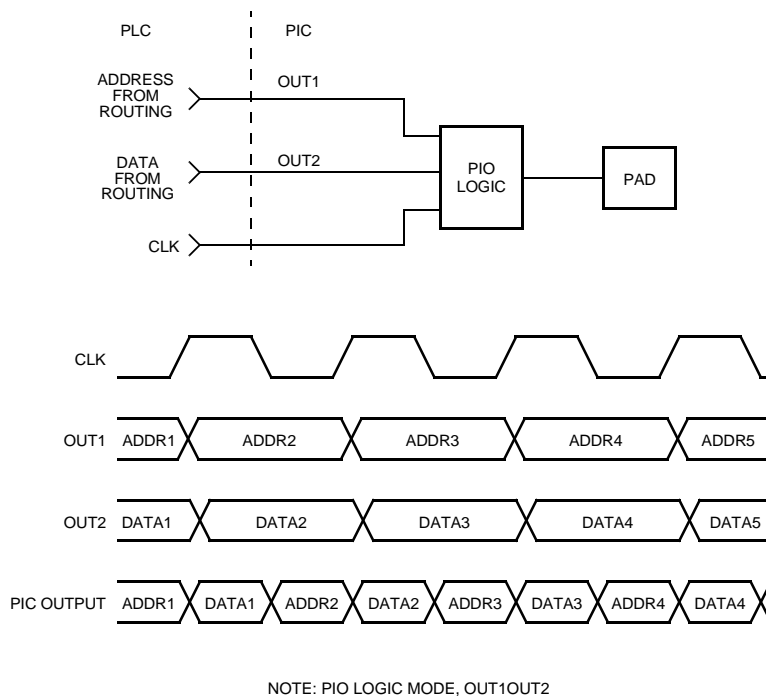 PLC
PIC
ADDRESS
FROM
ROUTING
OUT1
DATA
FROM
ROUTING
OUT2
PIO
LOGIC
PAD
CLK
CLK
OUT1 ADDR1 ADDR2 ADDR3 ADDR4 ADDR5
OUT2 DATA1 DATA2 DATA3 DATA4 DATA5
PIC OUTPUT ADDR1 DATA1 ADDR2 DATA2 ADDR3 DATA3 ADDR4 DATA4
NOTE: PIO LOGIC MODE, OUT1OUT2